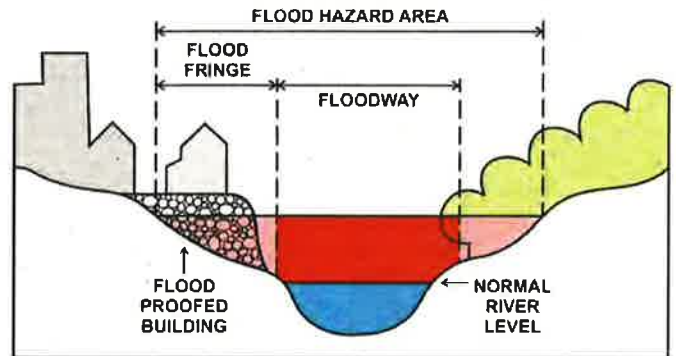 FLOOD HAZARD AREA
FLOOD
FRINGE
FLOODWAY
FLOOD
PROOFED
BUILDING
NORMAL
RIVER
LEVEL